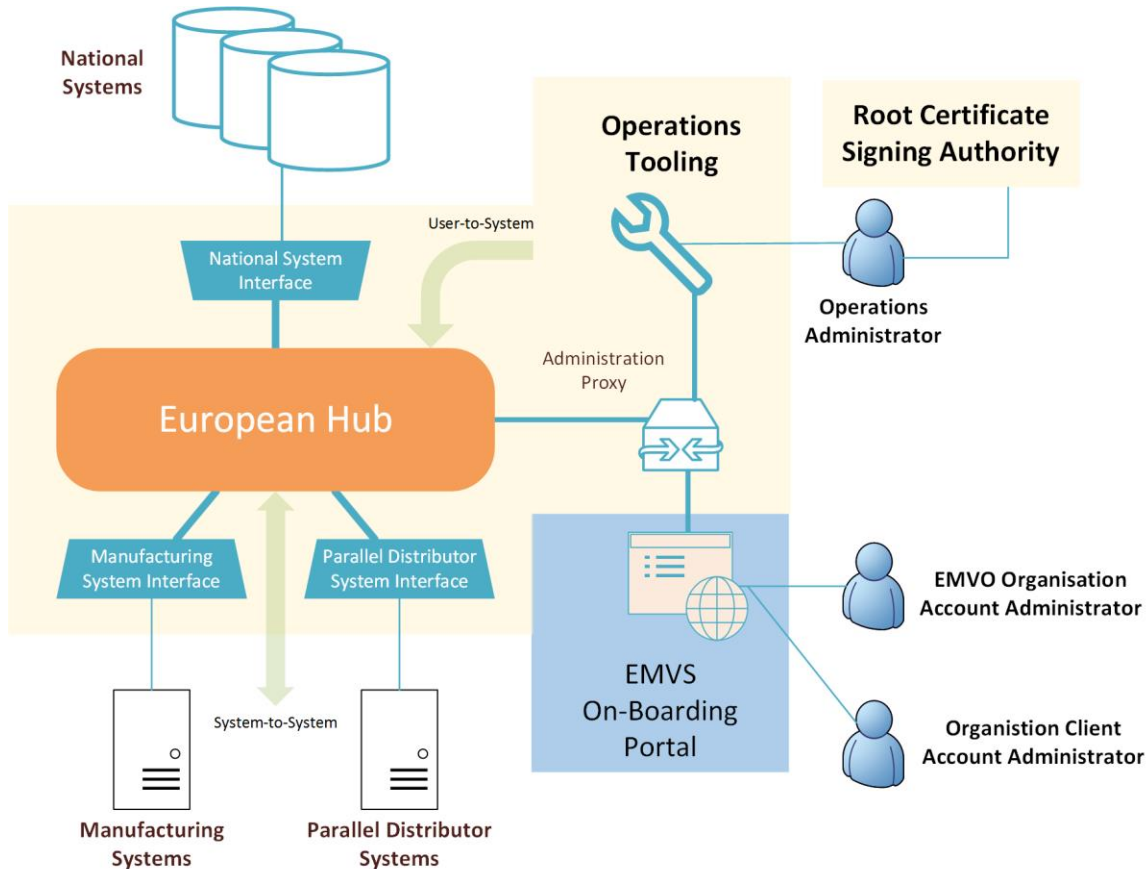 National
Systems
Operations
Tooling
Root Certificate
Signing Authority
User-to-System
National System
Interface
Operations
Administrator
Administration
Proxy
European Hub
Manufacturing
System Interface
Parallel Distributor
System Interface
EMVO Organisation
Account Administrator
EMVS
On-Boarding
Portal
System-to-System
Organistion Client
Account Administrator
Manufacturing
Systems
Parallel Distributor
Systems